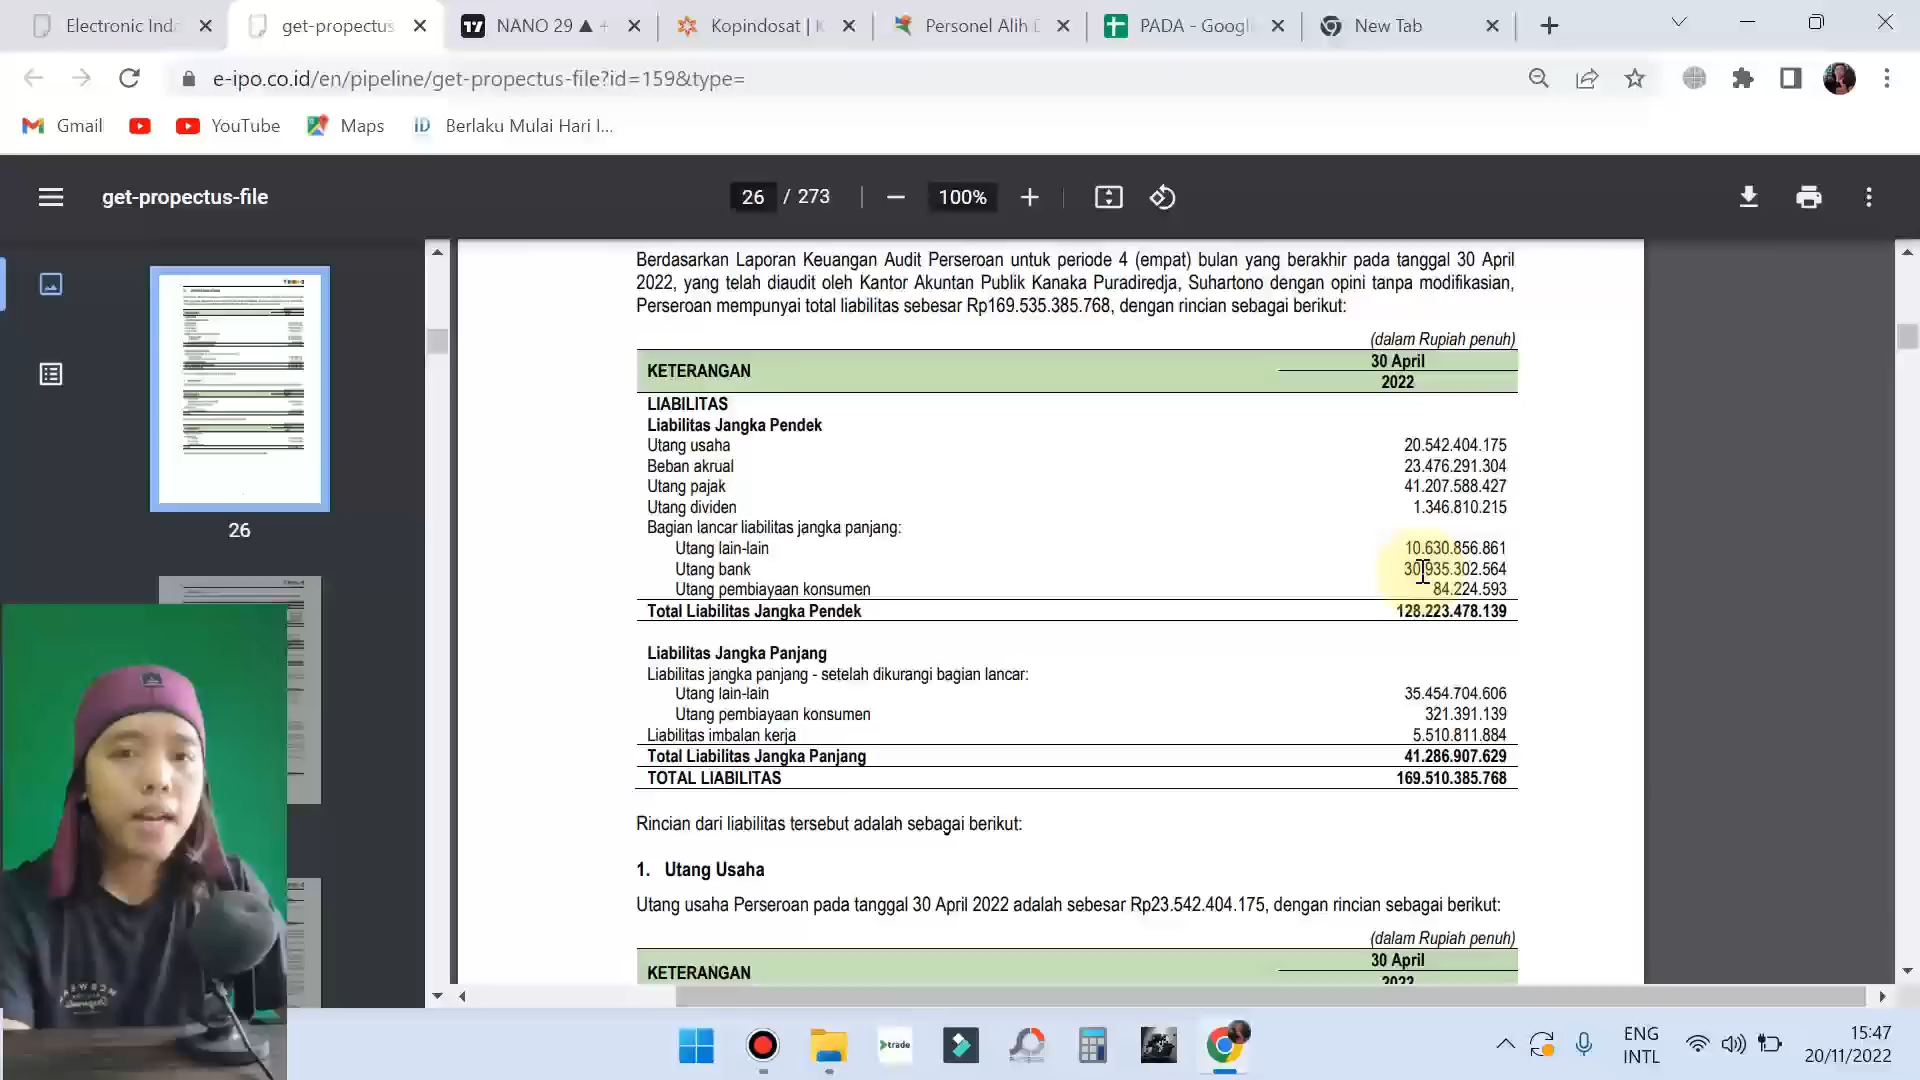 Electronic Ind
get-propectus
NANO 29 ▲ +
Kopindosat |
Personel Alih
PADA - Googl
New Tab
e-ipo.co.id/en/pipeline/get-propectus-file?id=159&type=
Gmail
YouTube
Maps
ID Berlaku Mulai Hari I...
get-propectus-file
26 / 273
100%
26
Berdasarkan Laporan Keuangan Audit Perseroan untuk periode 4 (empat) bulan yang berakhir pada tanggal 30 April
2022, yang telah diaudit oleh Kantor Akuntan Publik Kanaka Puradiredja, Suhartono dengan opini tanpa modifikasian,
Perseroan mempunyai total liabilitas sebesar Rp169.535.385.768, dengan rincian sebagai berikut:
(dalam Rupiah penuh)
KETERANGAN
30 April
2022
LIABILITAS
Liabilitas Jangka Pendek
Utang usaha 20.542.404.175
Beban akrual 23.476.291.304
Utang pajak 41.207.588.427
Utang dividen 1.346.810.215
Bagian lancar liabilitas jangka panjang:
Utang lain-lain 10.630.856.861
Utang bank 30.935.302.564
Utang pembiayaan konsumen 84.224.593
Total Liabilitas Jangka Pendek 128.223.478.139
Liabilitas Jangka Panjang
Liabilitas jangka panjang - setelah dikurangi bagian lancar:
Utang lain-lain 35.454.704.606
Utang pembiayaan konsumen 321.391.139
Liabilitas imbalan kerja 5.510.811.884
Total Liabilitas Jangka Panjang 41.286.907.629
TOTAL LIABILITAS 169.510.385.768
Rincian dari liabilitas tersebut adalah sebagai berikut:
1. Utang Usaha
Utang usaha Perseroan pada tanggal 30 April 2022 adalah sebesar Rp23.542.404.175, dengan rincian sebagai berikut:
(dalam Rupiah penuh)
KETERANGAN
30 April
2022
trade
ENG
INTL
15:47
20/11/2022